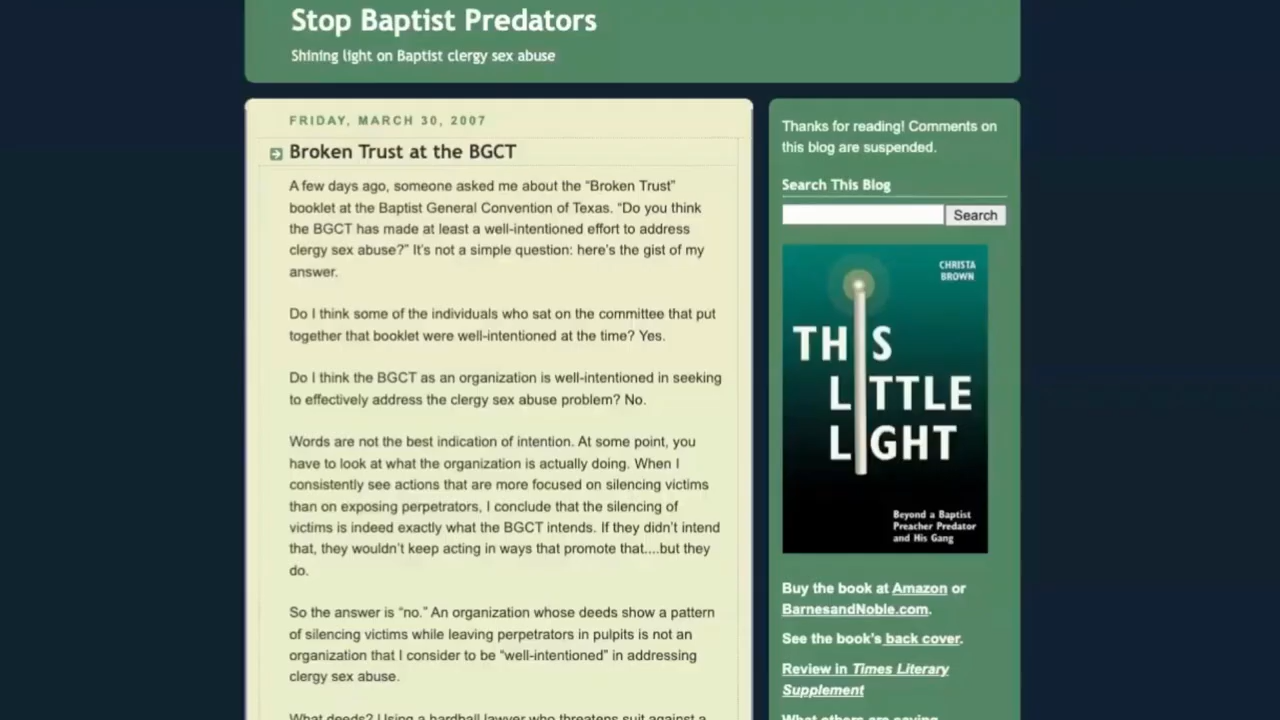 Stop Baptist Predators
Shining light on Baptist clergy sex abuse
FRIDAY, MARCH 30, 2007
Broken Trust at the BGCT
A few days ago, someone asked me about the “Broken Trust”
booklet at the Baptist General Convention of Texas. “Do you think
the BGCT has made at least a well-intentioned effort to address
clergy sex abuse?” It’s not a simple question: here’s the gist of my
answer.
Do I think some of the individuals who sat on the committee that put
together that booklet were well-intentioned at the time? Yes.
Do I think the BGCT as an organization is well-intentioned in seeking
to effectively address the clergy sex abuse problem? No.
Words are not the best indication of intention. At some point, you
have to look at what the organization is actually doing. When I
consistently see actions that are more focused on silencing victims
than on exposing perpetrators, I conclude that the silencing of
victims is indeed exactly what the BGCT intends. If they didn’t intend
that, they wouldn’t keep acting in ways that promote that....but they
do.
So the answer is “no.” An organization whose deeds show a pattern
of silencing victims while leaving perpetrators in pulpits is not an
organization that I consider to be “well-intentioned” in addressing
clergy sex abuse.
What deeds? Using a hardball lawyer who threatens suit against a
Thanks for reading! Comments on
this blog are suspended.
Search This Blog
Search
CHRISTA
BROWN
THIS
LITTLE
LIGHT
Beyond a Baptist
Preacher Predator
and His Gang
Buy the book at Amazon or
BarnesandNoble.com.
See the book’s back cover.
Review in Times Literary
Supplement
What others are saying